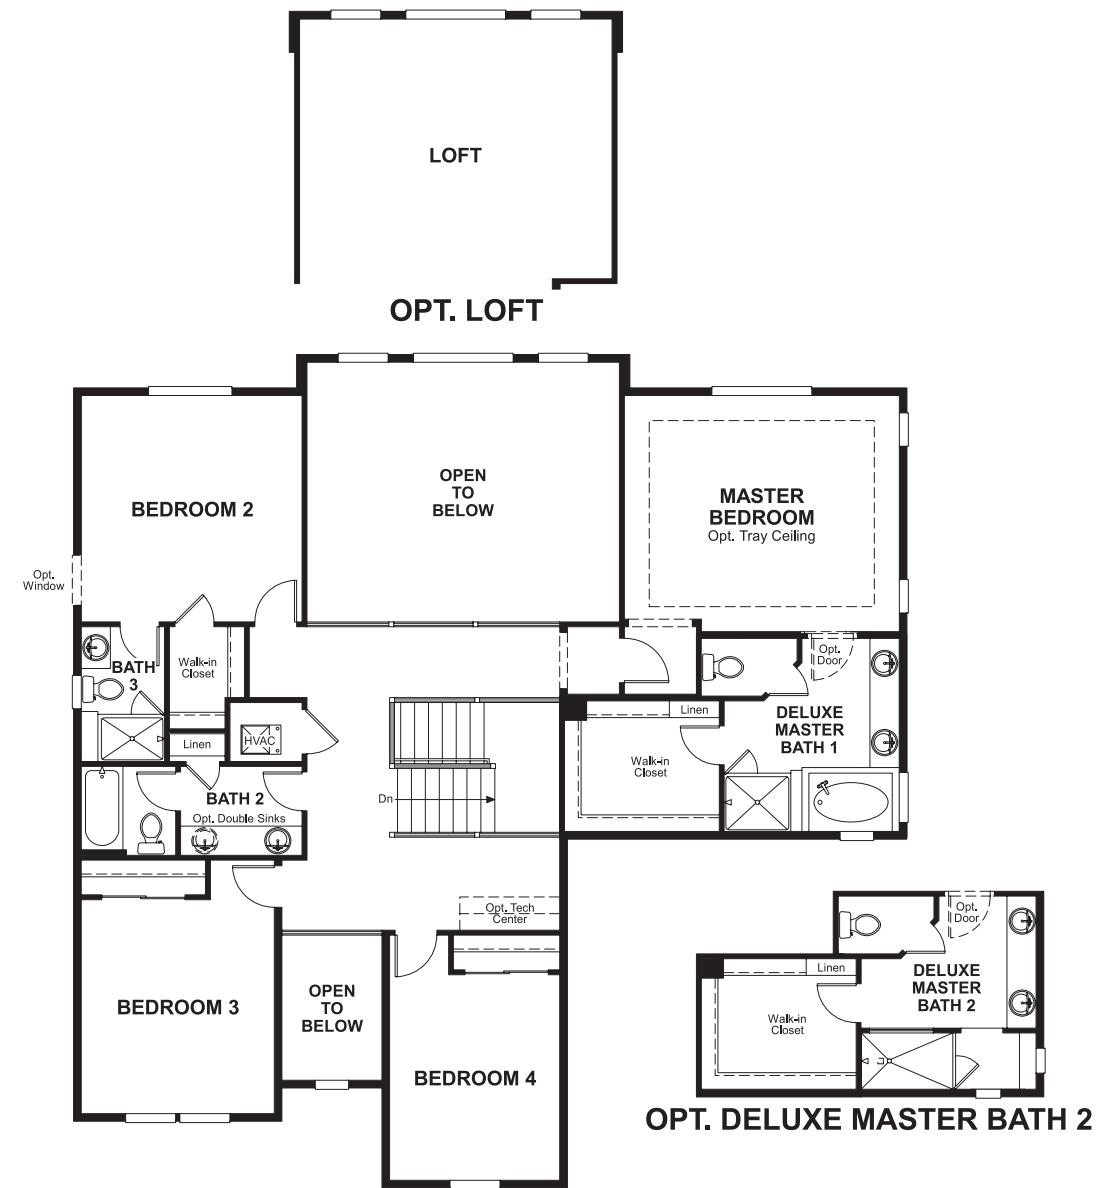 LOFT
OPT. LOFT
OPEN
TO
BELOW
BEDROOM 2
MASTER
BEDROOM
Opt. Tray Ceiling
Opt.
Window
BATH
3
Walk-in
Closet
Opt.
Door
Linen
DELUXE
MASTER
BATH 1
HVAC
Linen
Walk-in
Closet
BATH 2
Opt. Double Sinks
Dn
Opt. Tech
Center
Opt.
Door
Linen
DELUXE
MASTER
BATH 2
Walk-in
Closet
BEDROOM 3
OPEN
TO
BELOW
BEDROOM 4
OPT. DELUXE MASTER BATH 2